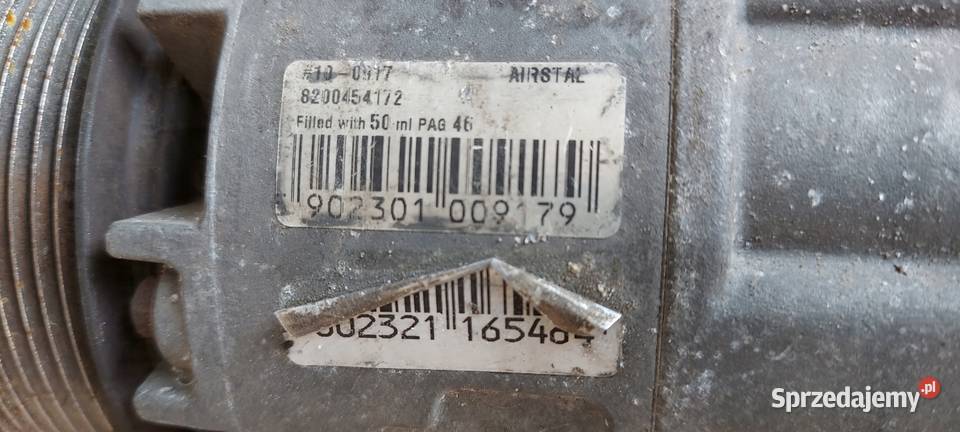 #10-0917 AIRSTAL
8200454172
Filled with 50 ml PAG 46
902301 009179
902321 165464
Sprzedajemy.pl